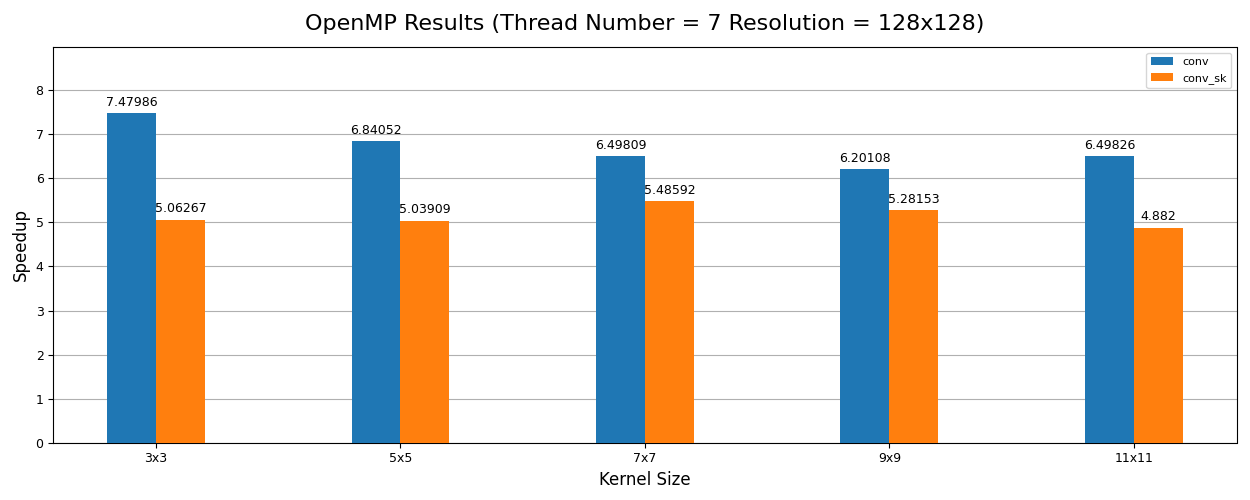 OpenMP Results (Thread Number = 7 Resolution = 128x128)
conv
conv_sk
Speedup
8
7
6
5
4
3
2
1
0
7.47986
5.06267
6.84052
5.03909
6.49809
5.48592
6.20108
5.28153
6.49826
4.882
3x3
5x5
7x7
9x9
11x11
Kernel Size